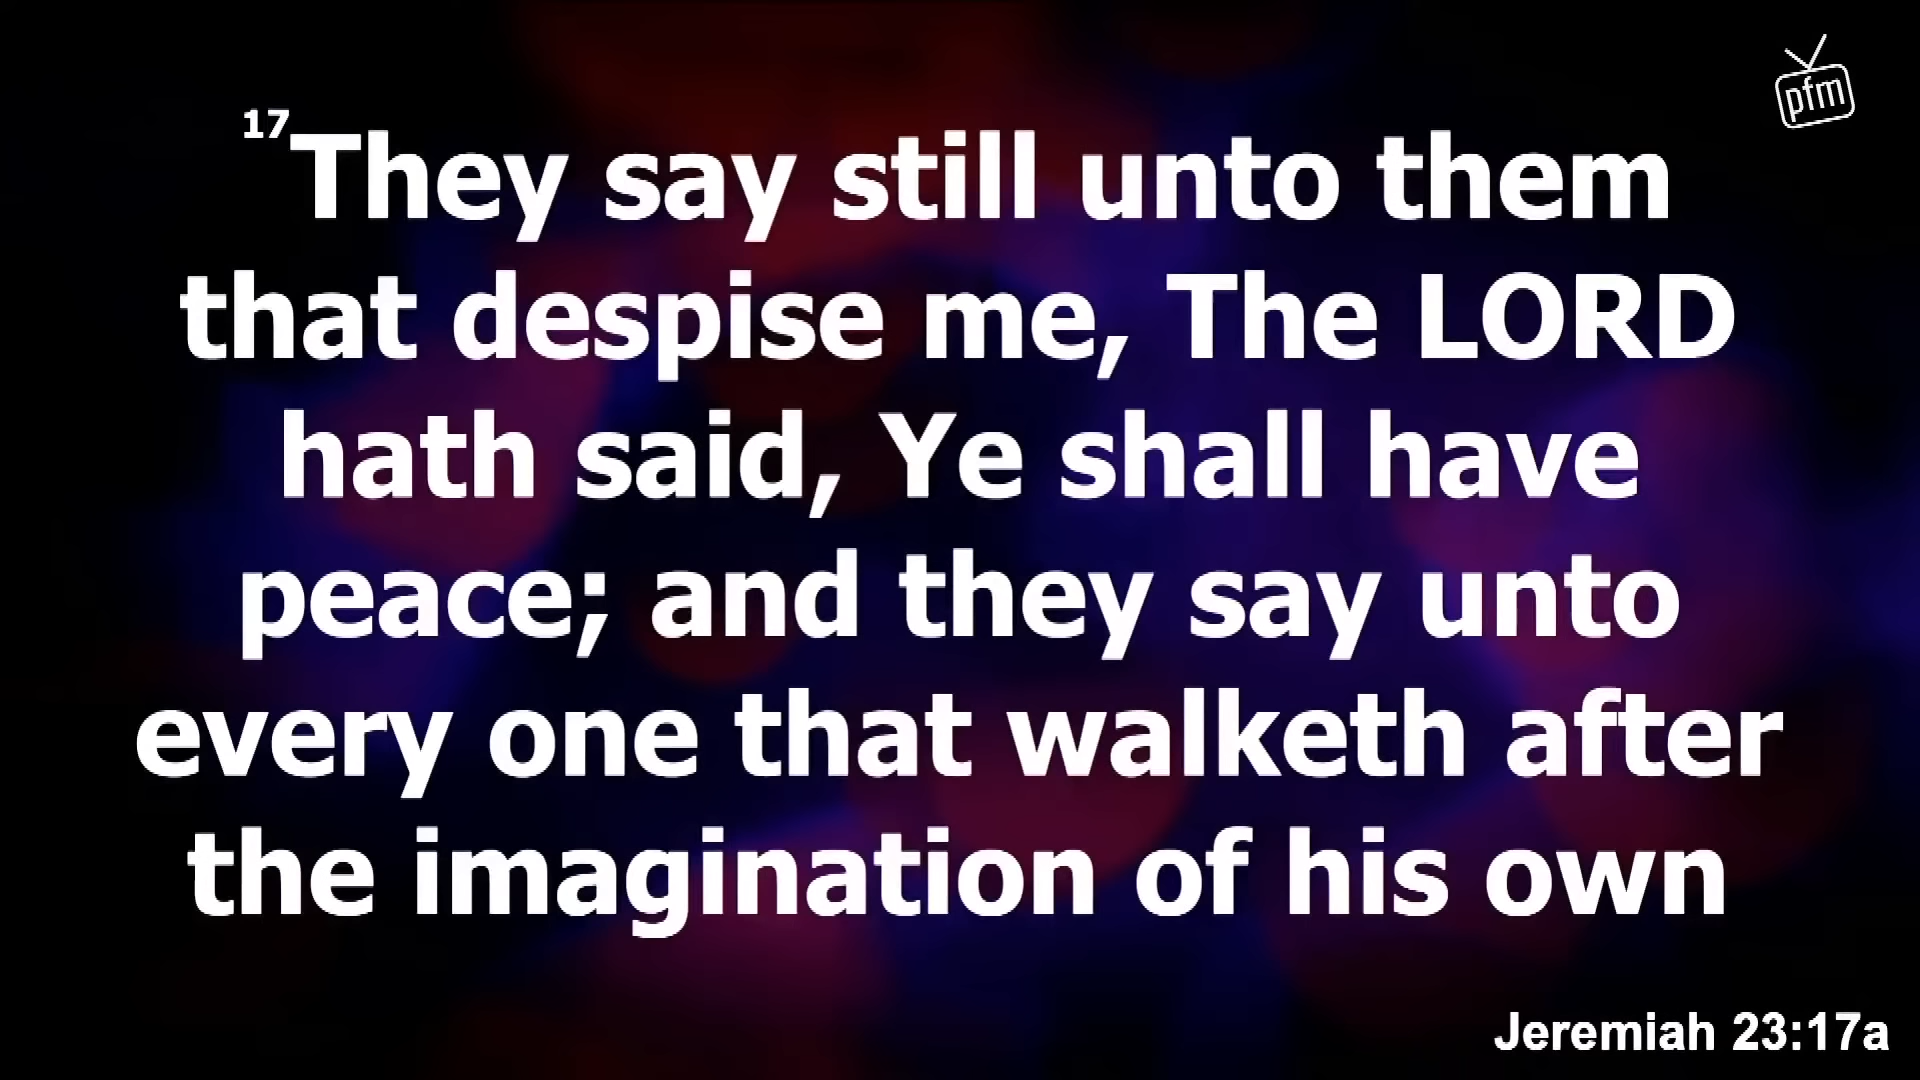 pfm
17They say still unto them
that despise me, The LORD
hath said, Ye shall have
peace; and they say unto
every one that walketh after
the imagination of his own
Jeremiah 23:17a